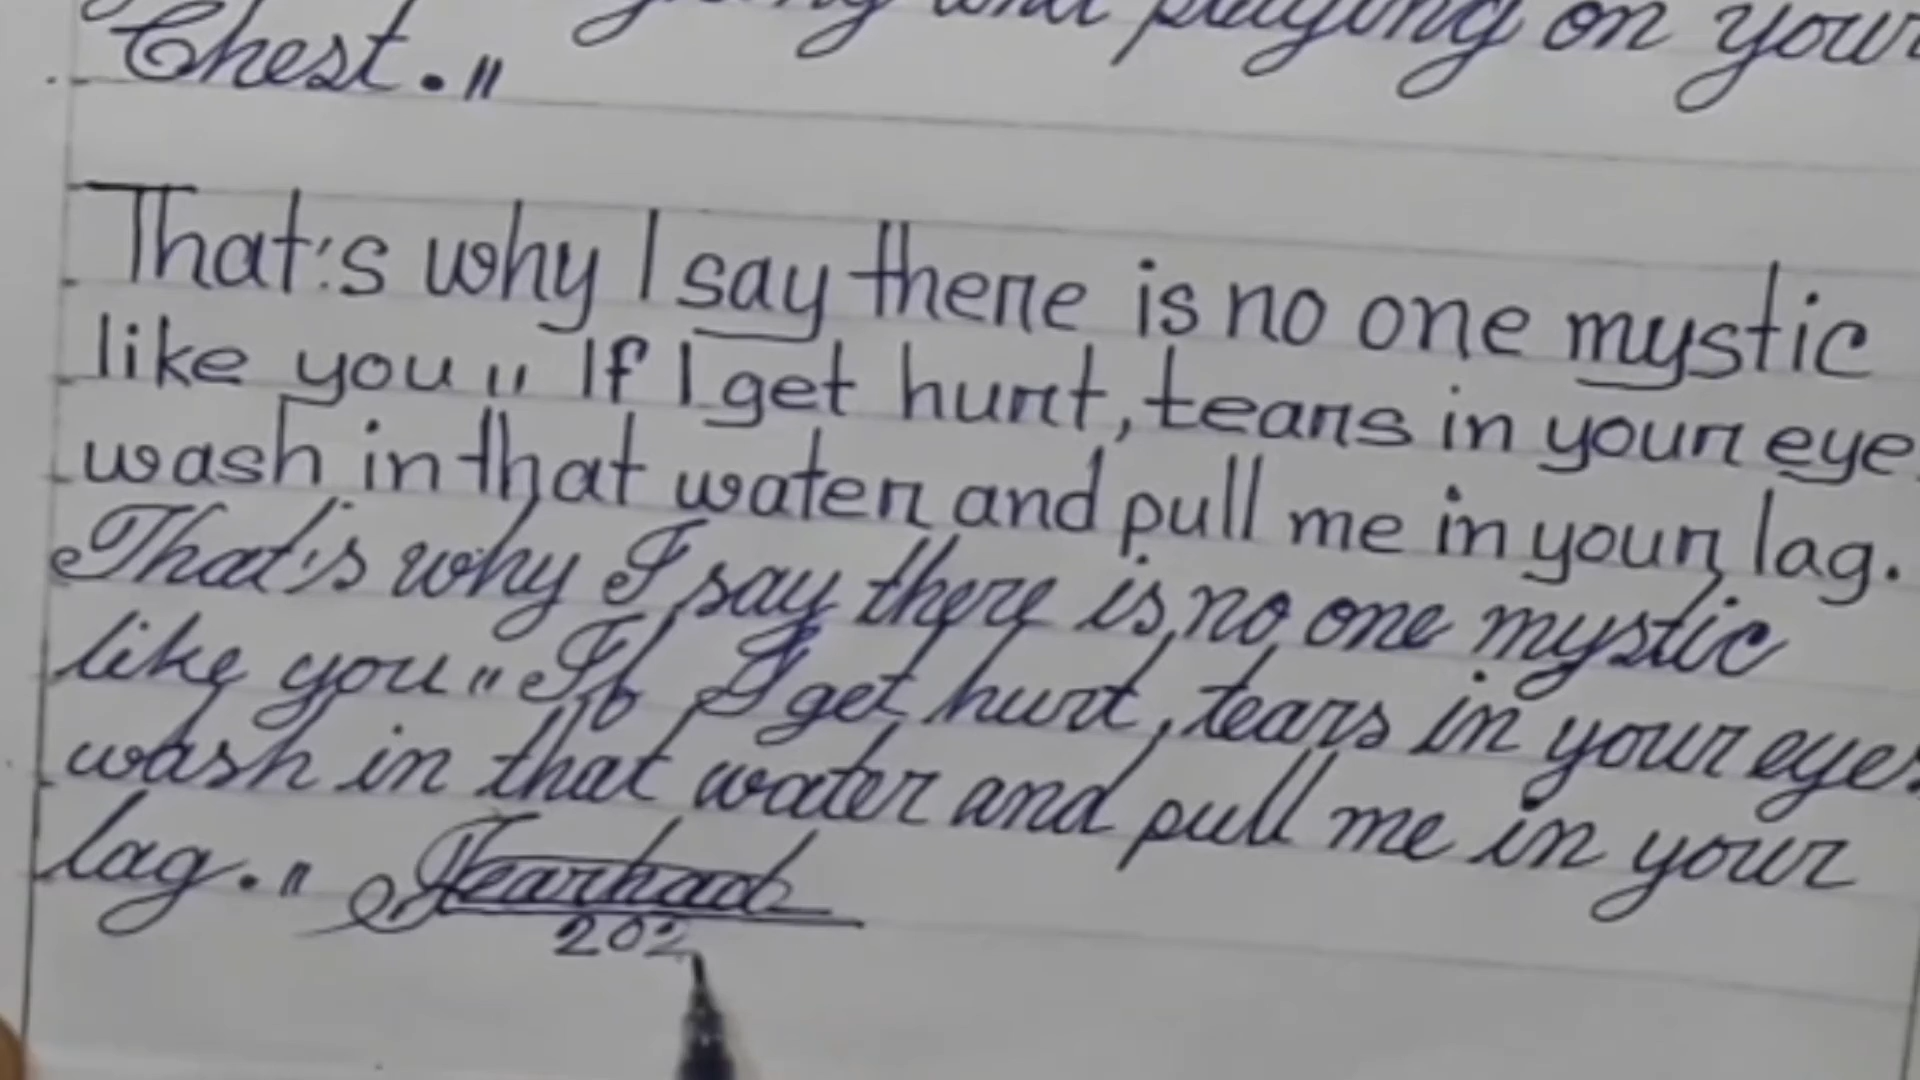 and playing on your
Chest."
That's why I say there is no one mystic
like you " If I get hurt, tears in your eye
wash in that water and pull me in your lag.
That's why I say there is no one mystic
like you " If I get hurt, tears in your eye
wash in that water and pull me in your
lag."
202